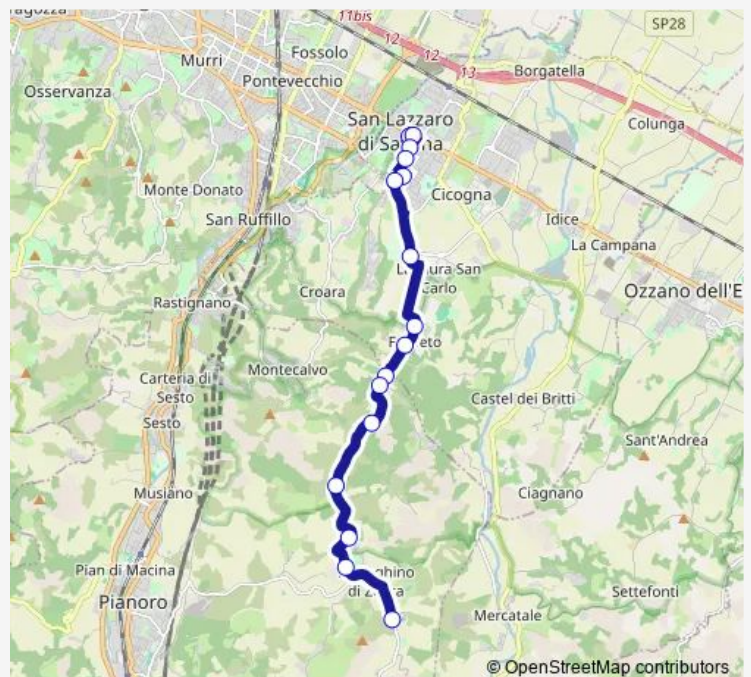 11bis
SP28
12
Murri
Fossolo
12
13
Borgatella
Osservanza
Pontevecchio
San Lazzaro
Colunga
Monte Donato
Cicogna
San Ruffillo
Idice
La Campana
Croara
Carlo
Rastignano
Ozzano dell'E
Carteria di
Sesto
Montecalvo
Castel dei Britti
Sesto
Sant'Andrea
Musiano
Ciagnano
Pian di Macina
Settefonti
Pianoro
Mercatale
© OpenStreetMap contributors